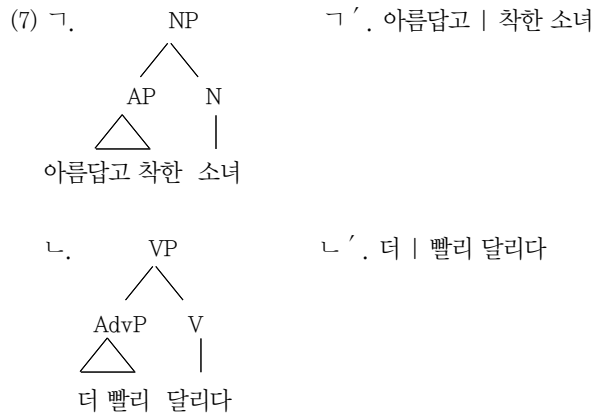 (7) ㄱ. NP ㄱ′. 아름답고 | 착한 소녀
AP N
아름답고 착한 소녀
ㄴ. VP ㄴ′. 더 | 빨리 달리다
AdvP V
더 빨리 달리다